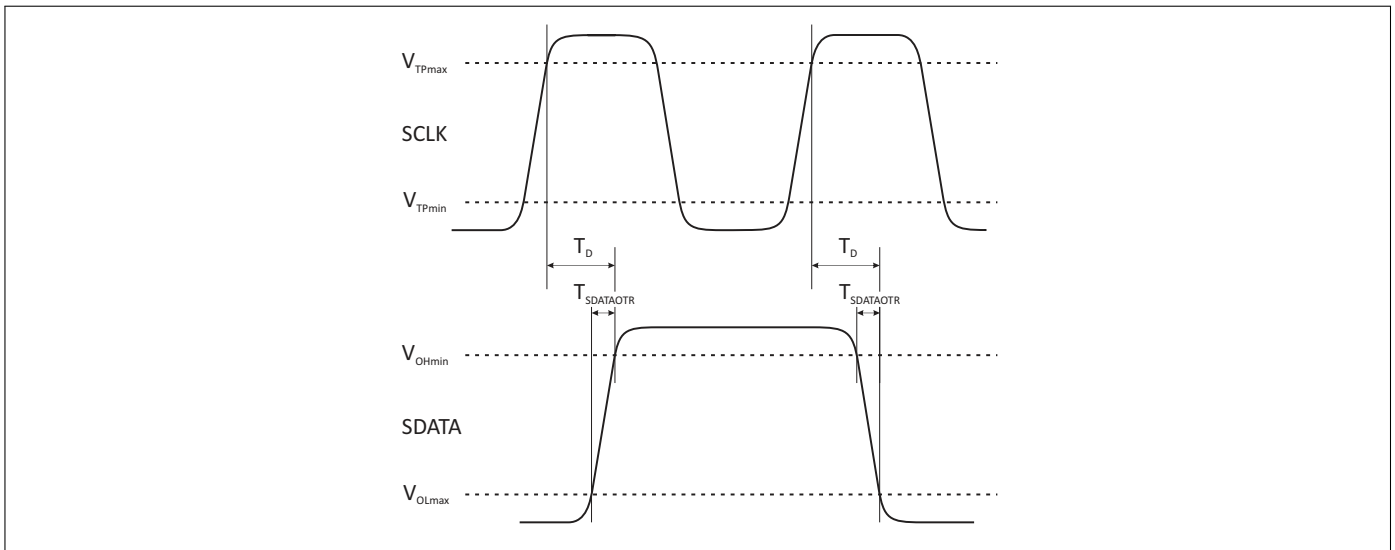 V_TPmax
SCLK
V_TPmin
T_D T_D
T_SDATAOTR T_SDATAOTR
V_OHmin
SDATA
V_OLmax